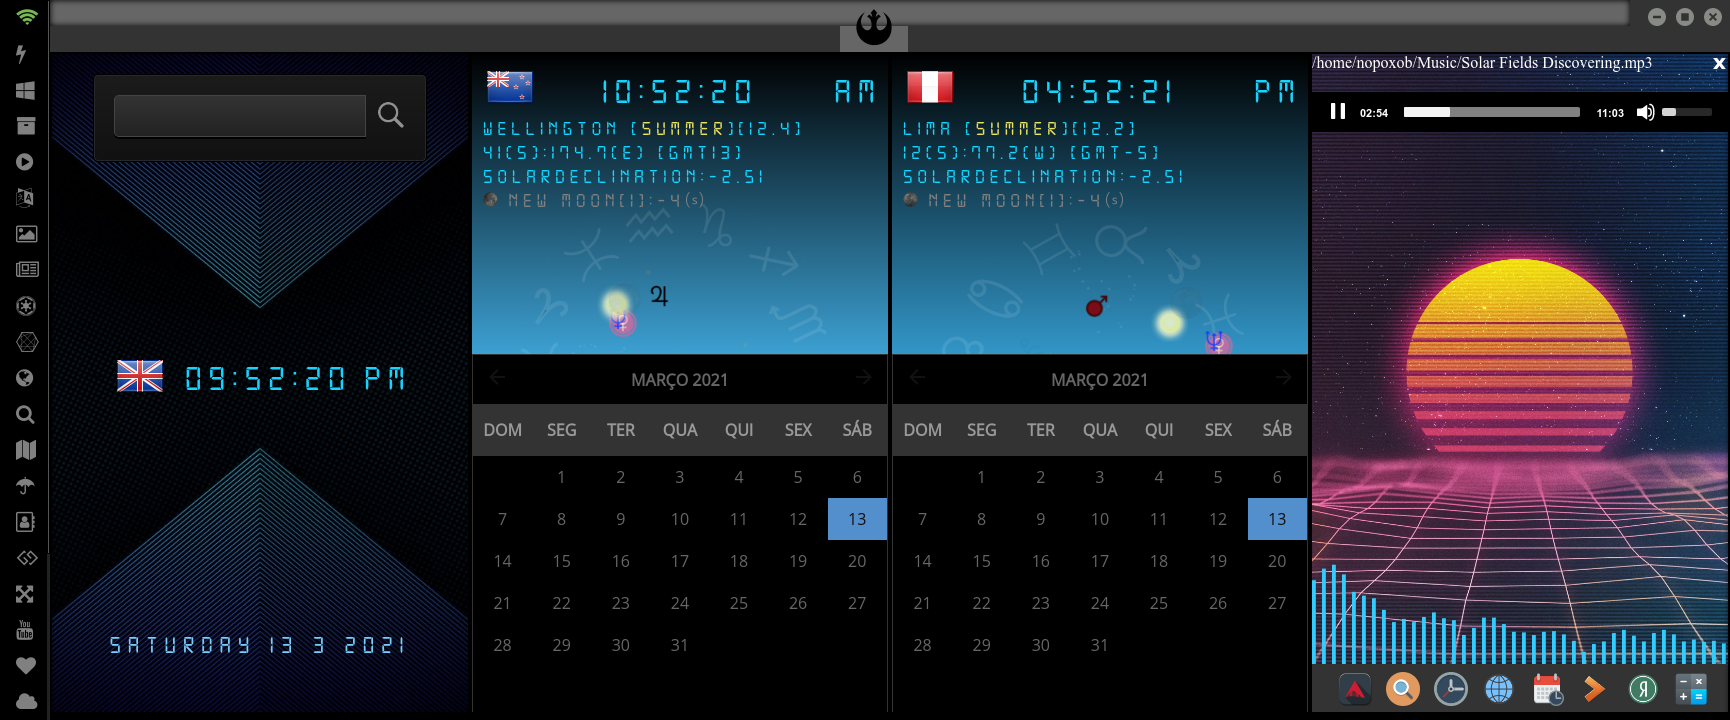 09:52:20 PM
SATURDAY 13 3 2021
10:52:20 AM
WELLINGTON [SUMMER][12.4]
41(S):174.7(E) [GMT13]
SOLARDECLINATION:-2.51
NEW MOON[1]:-4(s)
MARÇO 2021
DOM SEG TER QUA QUI SEX SÁB
1 2 3 4 5 6
7 8 9 10 11 12 13
14 15 16 17 18 19 20
21 22 23 24 25 26 27
28 29 30 31
04:52:21 PM
LIMA [SUMMER][12.2]
12(S):77.2(W) [GMT-5]
SOLARDECLINATION:-2.51
NEW MOON[1]:-4(s)
MARÇO 2021
DOM SEG TER QUA QUI SEX SÁB
1 2 3 4 5 6
7 8 9 10 11 12 13
14 15 16 17 18 19 20
21 22 23 24 25 26 27
28 29 30 31
/home/nopoxob/Music/Solar Fields Discovering.mp3 x
02:54 11:03
You
Tube
Я